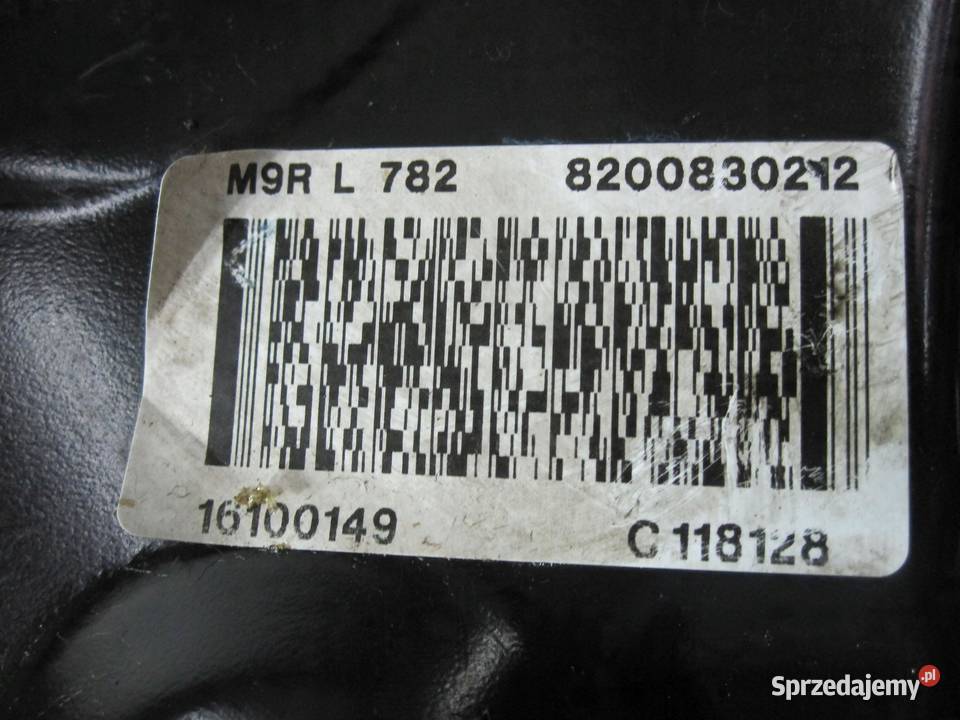 M9R L 782 8200830212
16100149 C 118128
Sprzedajemy.pl